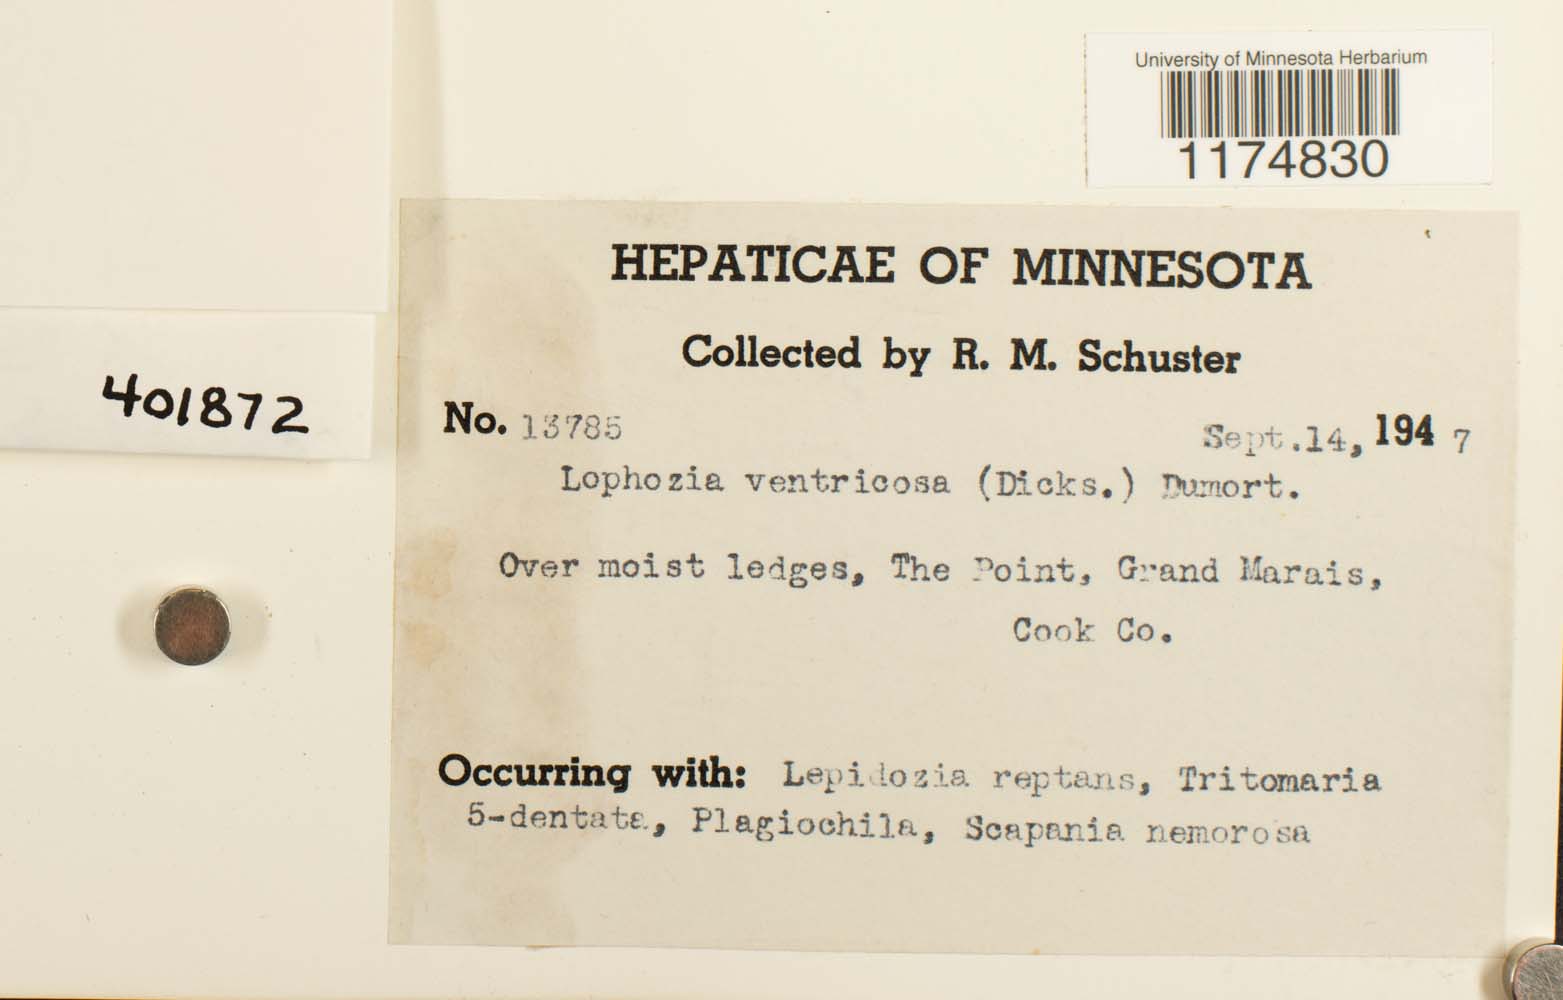 University of Minnesota Herbarium
1174830
HEPATICAE OF MINNESOTA
Collected by R. M. Schuster
401872
No. 13785 Sept.14, 1947
Lophozia ventricosa (Dicks.) Dumort.
Over moist ledges, The Point, Grand Marais,
Cook Co.
Occurring with: Lepidozia reptans, Tritomaria
5-dentata, Plagiochila, Scapania nemorosa